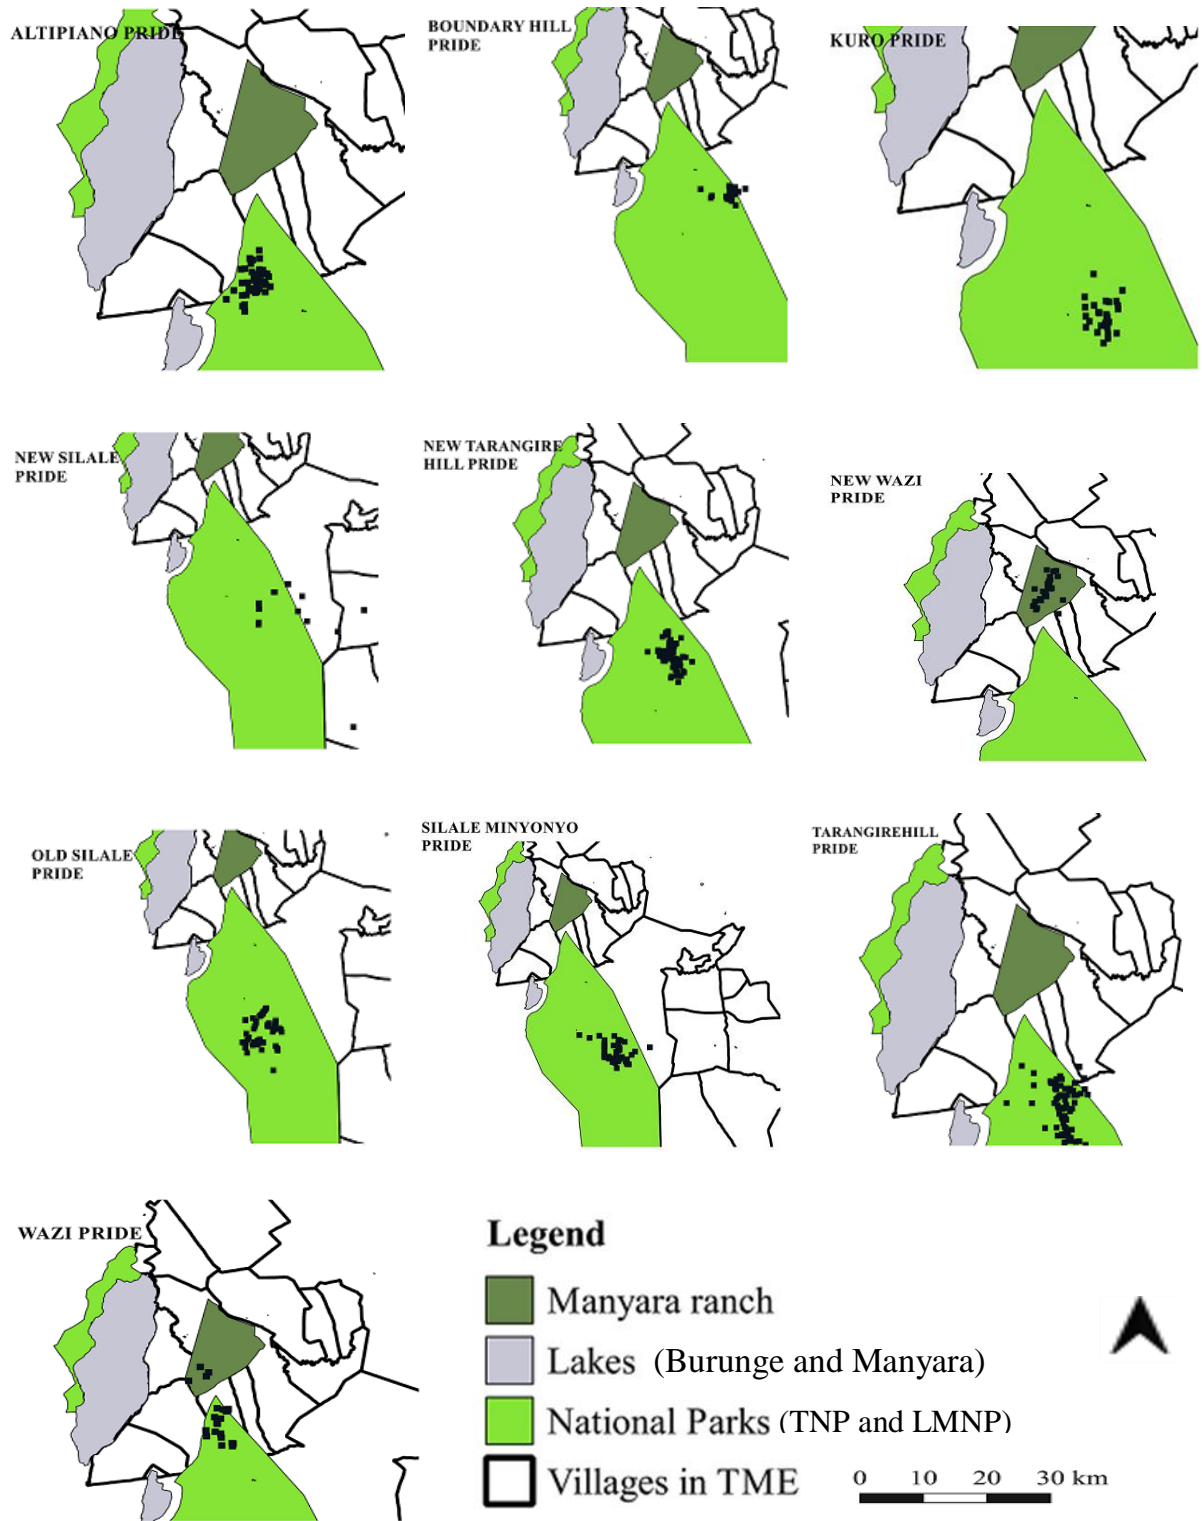 ALTIPIANO PRIDE
BOUNDARY HILL
PRIDE
KURO PRIDE
NEW SILALE
PRIDE
NEW TARANGIRE
HILL PRIDE
NEW WAZI
PRIDE
OLD SILALE
PRIDE
SILALE MINYONYO
PRIDE
TARANGIREHILL
PRIDE
WAZI PRIDE
Legend
Manyara ranch
Lakes (Burunge and Manyara)
National Parks (TNP and LMNP)
Villages in TME
0 10 20 30 km